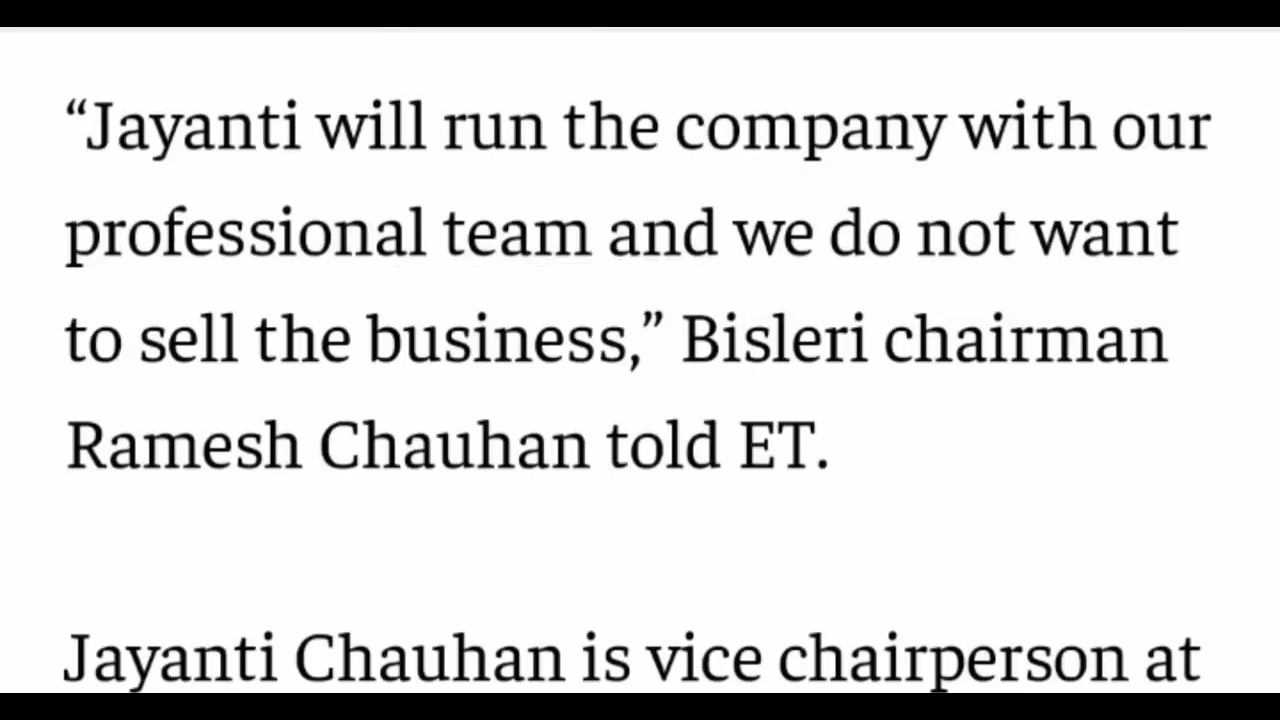 “Jayanti will run the company with our
professional team and we do not want
to sell the business,” Bisleri chairman
Ramesh Chauhan told ET.
Jayanti Chauhan is vice chairperson at